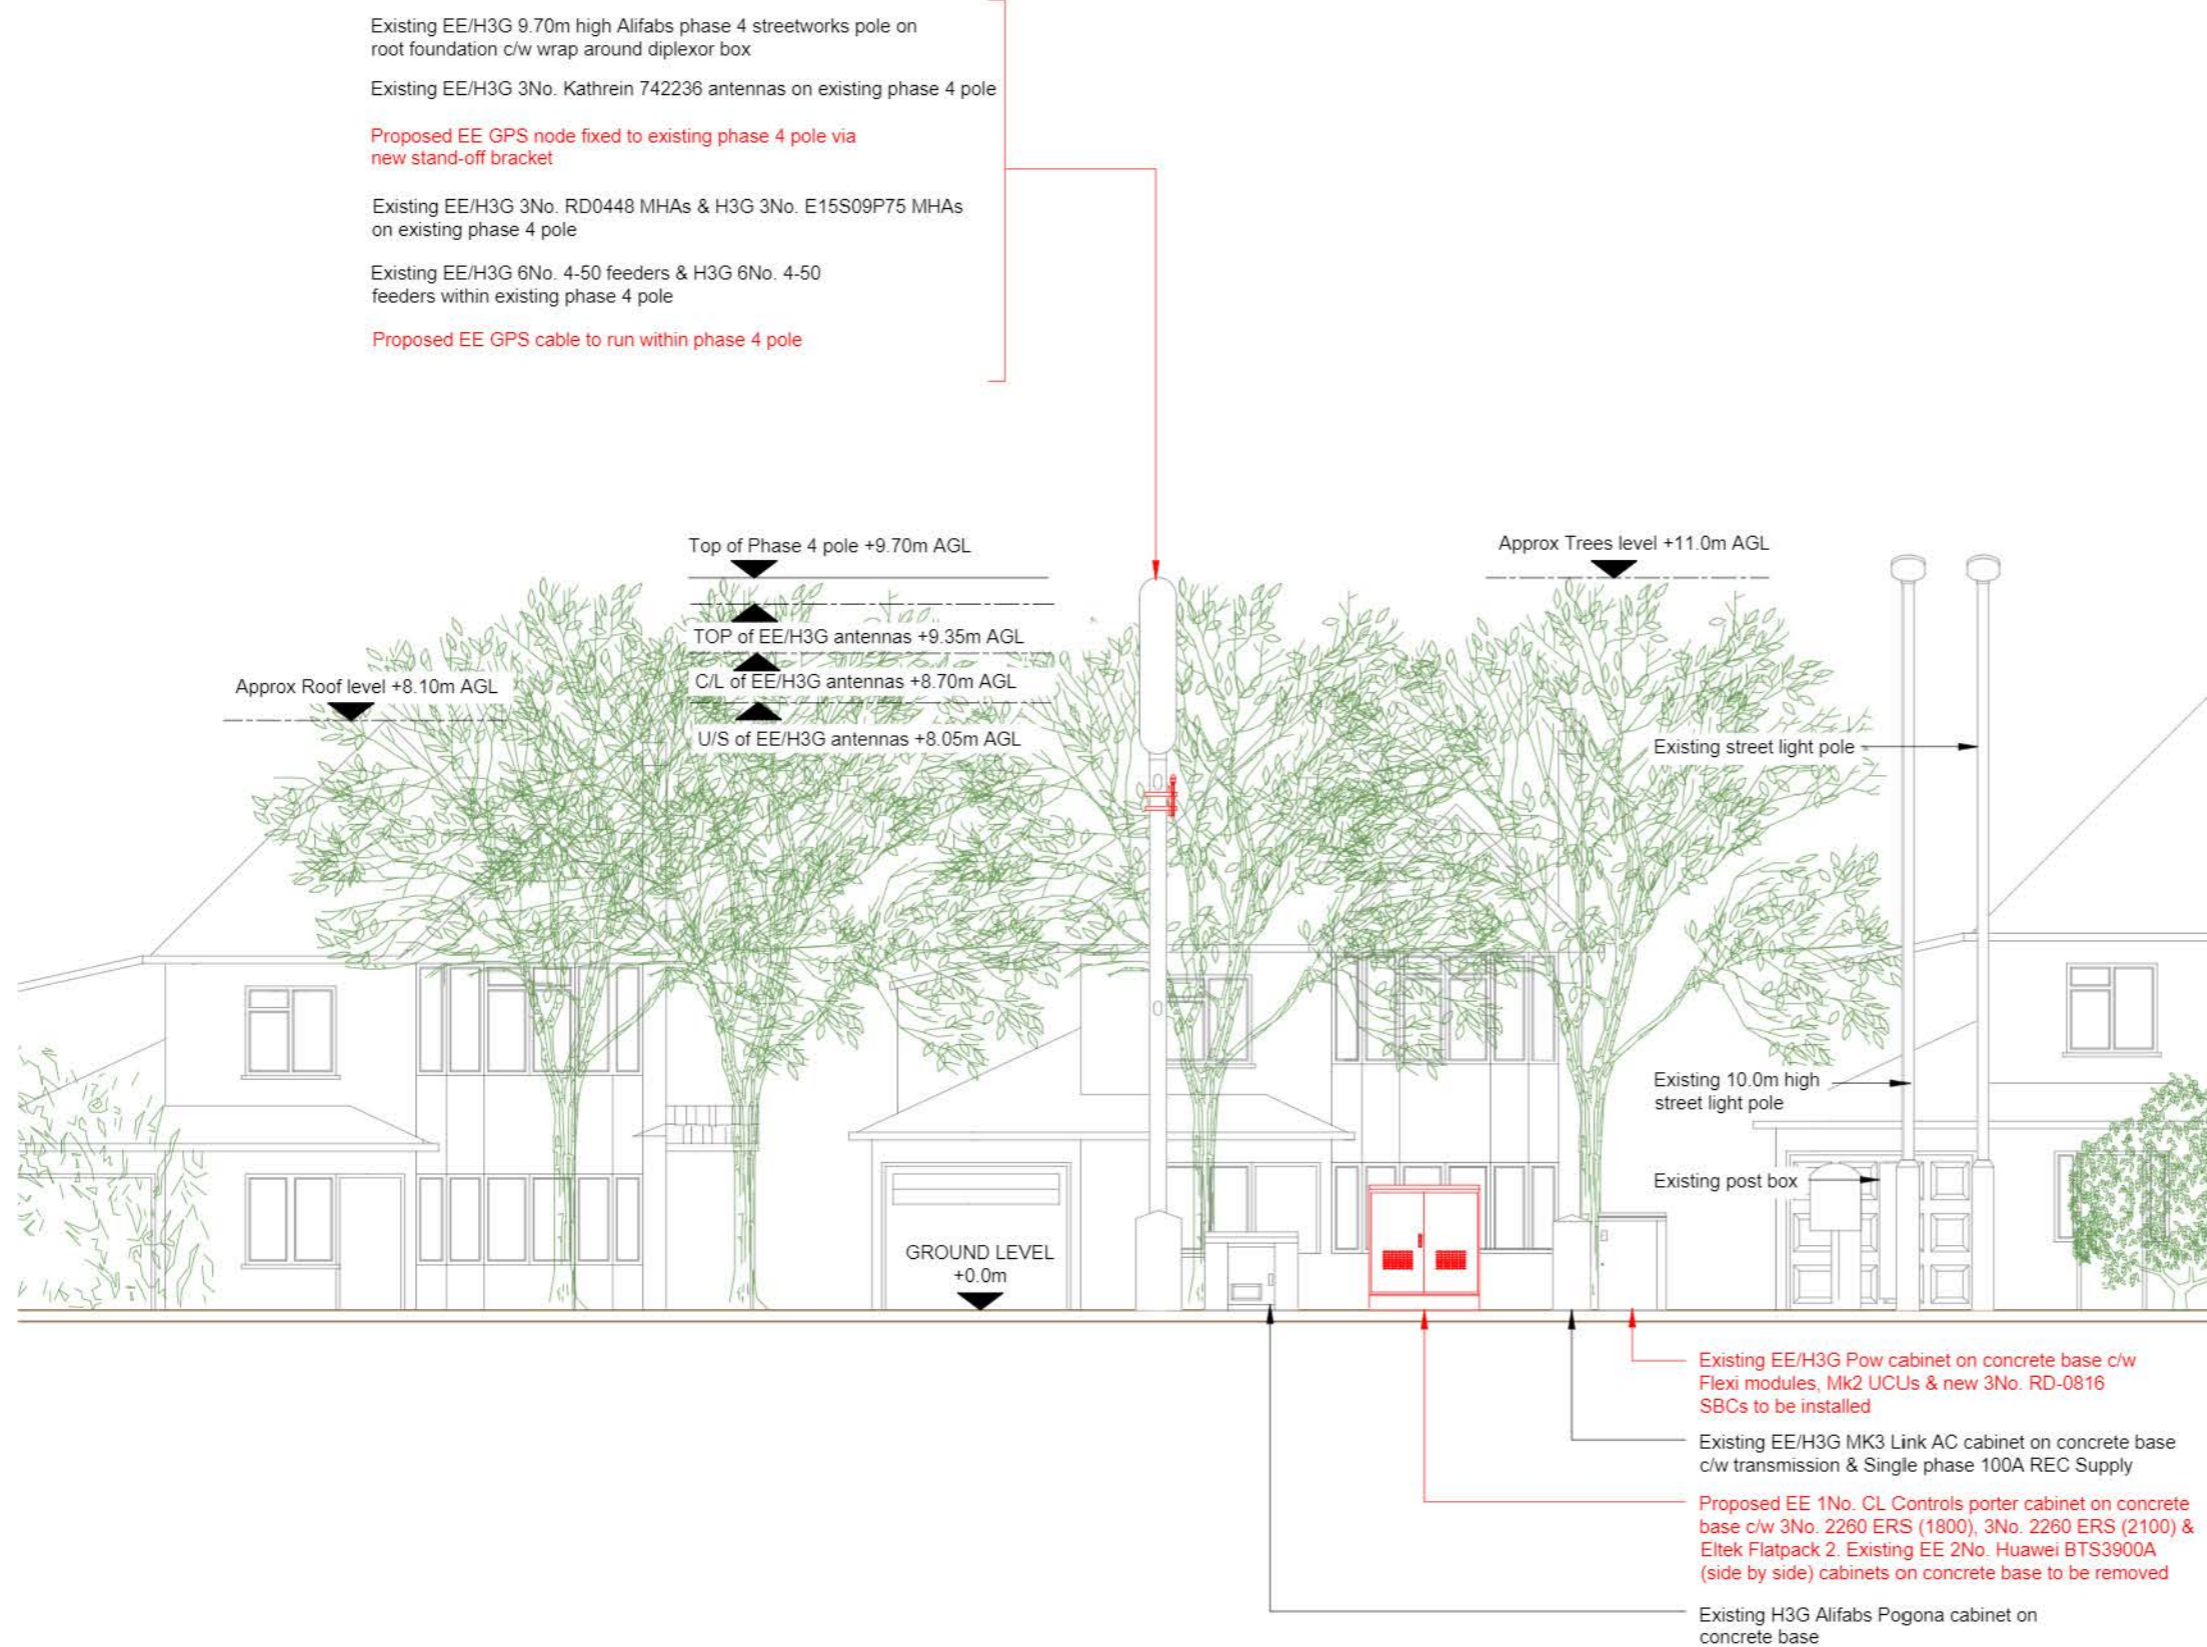 Existing EE/H3G 9.70m high Alifabs phase 4 streetworks pole on
root foundation c/w wrap around diplexor box
Existing EE/H3G 3No. Kathrein 742236 antennas on existing phase 4 pole
Proposed EE GPS node fixed to existing phase 4 pole via
new stand-off bracket
Existing EE/H3G 3No. RD0448 MHAs & H3G 3No. E15S09P75 MHAs
on existing phase 4 pole
Existing EE/H3G 6No. 4-50 feeders & H3G 6No. 4-50
feeders within existing phase 4 pole
Proposed EE GPS cable to run within phase 4 pole
Top of Phase 4 pole +9.70m AGL
Approx Trees level +11.0m AGL
TOP of EE/H3G antennas +9.35m AGL
C/L of EE/H3G antennas +8.70m AGL
Approx Roof level +8.10m AGL
U/S of EE/H3G antennas +8.05m AGL
Existing street light pole
Existing 10.0m high
street light pole
Existing post box
GROUND LEVEL
+0.0m
Existing EE/H3G Pow cabinet on concrete base c/w
Flexi modules, Mk2 UCUs & new 3No. RD-0816
SBCs to be installed
Existing EE/H3G MK3 Link AC cabinet on concrete base
c/w transmission & Single phase 100A REC Supply
Proposed EE 1No. CL Controls porter cabinet on concrete
base c/w 3No. 2260 ERS (1800), 3No. 2260 ERS (2100) &
Eltek Flatpack 2. Existing EE 2No. Huawei BTS3900A
(side by side) cabinets on concrete base to be removed
Existing H3G Alifabs Pogona cabinet on
concrete base